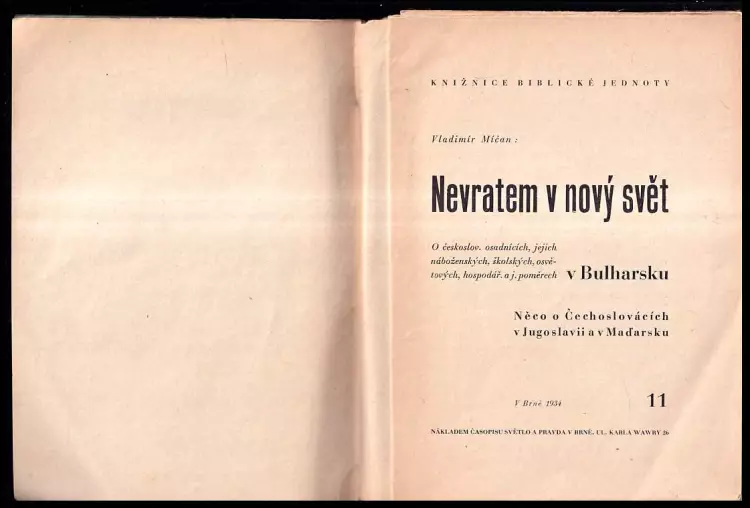 KNIŽNICE BIBLICKÉ JEDNOTY
Vladimír Míčan:
Nevratem v nový svět
O českoslov. osadnících, jejich
náboženských, školských, osvě-
tových, hospodář. a j. poměrech v Bulharsku
Něco o Čechoslovácích
v Jugoslavii a v Maďarsku
V Brně 1934 11
NÁKLADEM ČASOPISU SVĚTLO A PRAVDA V BRNĚ, UL. KARLA WAWRY 26